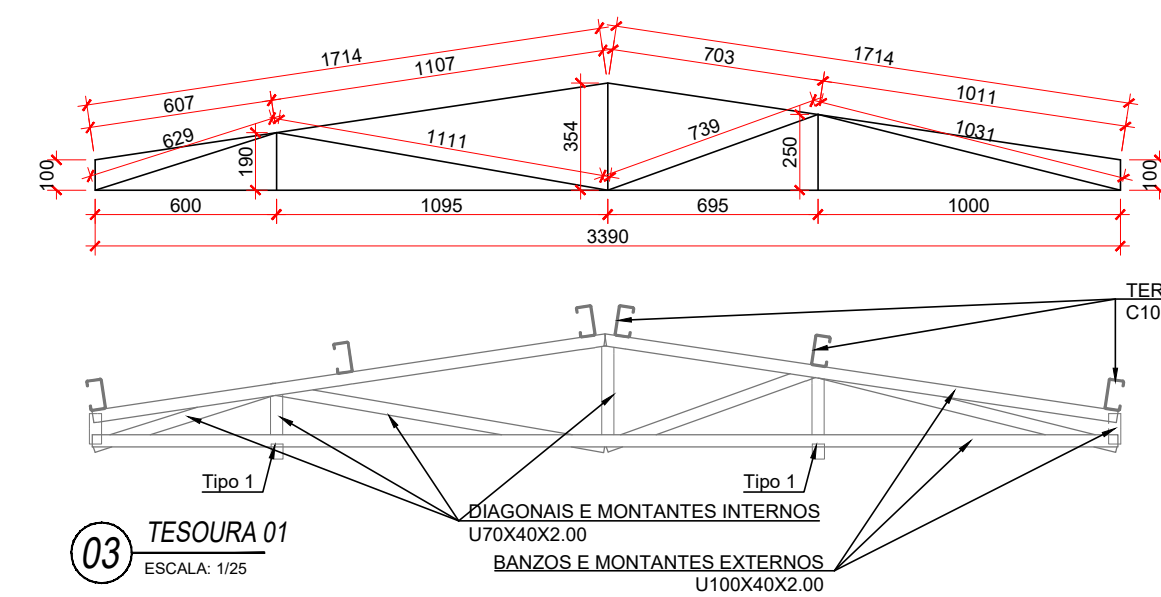 1714
1107
607
629
1111
190
354
100
703
1714
1011
739
1031
250
100
600
1095
695
1000
3390
TER
C10
Tipo 1
Tipo 1
DIAGONAIS E MONTANTES INTERNOS
U70X40X2.00
BANZOS E MONTANTES EXTERNOS
U100X40X2.00
03
TESOURA 01
ESCALA: 1/25